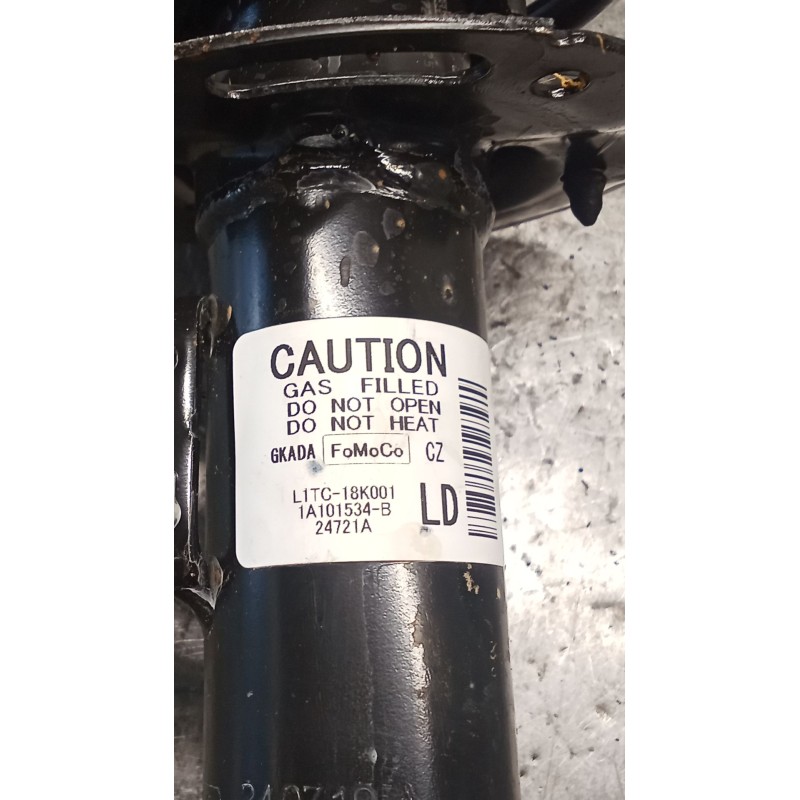 CAUTION
GAS FILLED
DO NOT OPEN
DO NOT HEAT
GKADA FoMoCo CZ
L1TC-18K001
1A101534-B
24721A
LD